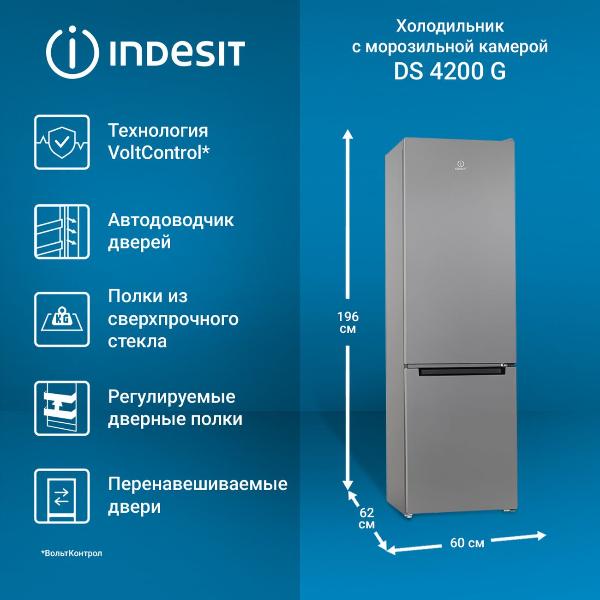 INDESIT
Технология
VoltControl*
Автодоводчик
дверей
KG
Полки из
сверхпрочного
стекла
Регулируемые
дверные полки
Перенавешиваемые
двери
*ВольтКонтрол
Холодильник
с морозильной камерой
DS 4200 G
196
см
62
см
60 см